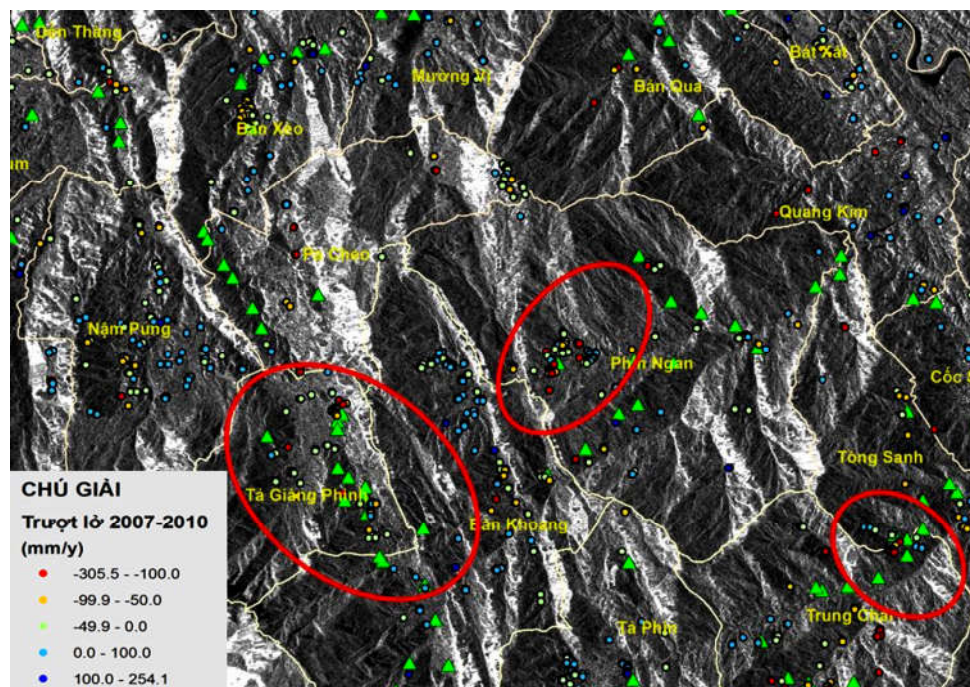 Dền Thàng
Mường Vi
Bát Xát
Bản Qua
Bản Xèo
Quang Kim
Pa Cheo
Nậm Pung
Phìn Ngan
Tòng Sành
Tả Giàng Phình
Bản Khoang
Trung Chải
Tả Phìn
CHÚ GIẢI
Trượt lở 2007-2010
(mm/y)
-305.5 - -100.0
-99.9 - -50.0
-49.9 - 0.0
0.0 - 100.0
100.0 - 254.1